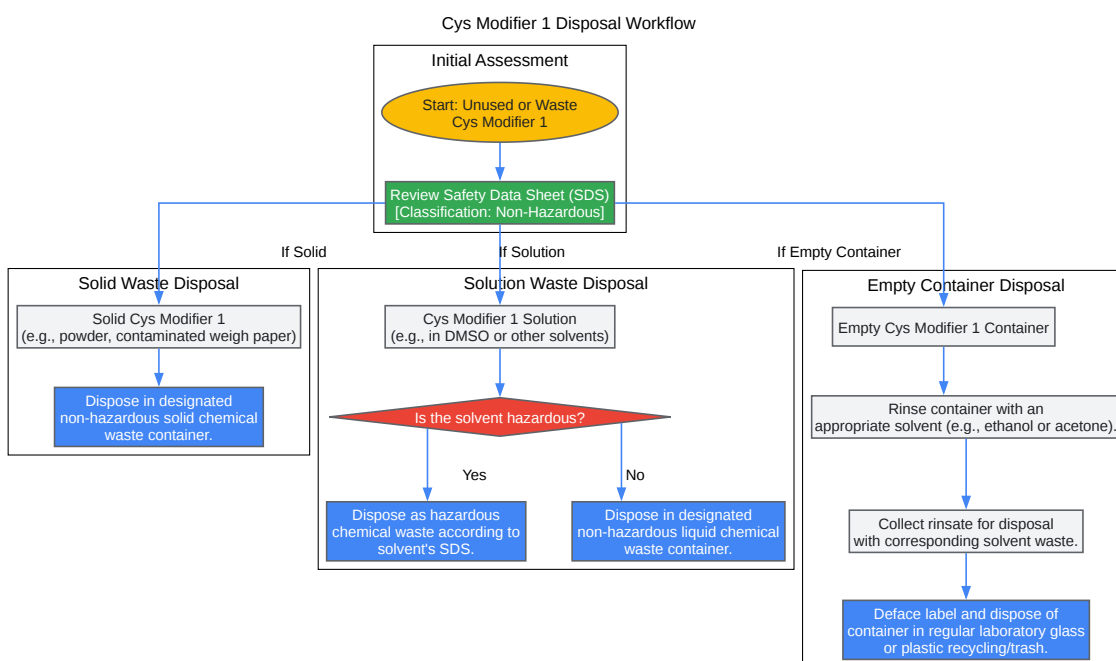 Cys Modifier 1 Disposal Workflow
Initial Assessment
Start: Unused or Waste
Cys Modifier 1
Review Safety Data Sheet (SDS)
[Classification: Non-Hazardous]
If Solid
If Solution
If Empty Container
Solid Waste Disposal
Solid Cys Modifier 1
(e.g., powder, contaminated weigh paper)
Dispose in designated
non-hazardous solid chemical
waste container.
Solution Waste Disposal
Cys Modifier 1 Solution
(e.g., in DMSO or other solvents)
Is the solvent hazardous?
Yes
No
Dispose as hazardous
chemical waste according to
solvent's SDS.
Dispose in designated
non-hazardous liquid chemical
waste container.
Empty Container Disposal
Empty Cys Modifier 1 Container
Rinse container with an
appropriate solvent (e.g., ethanol or acetone).
Collect rinsate for disposal
with corresponding solvent waste.
Deface label and dispose of
container in regular laboratory glass
or plastic recycling/trash.